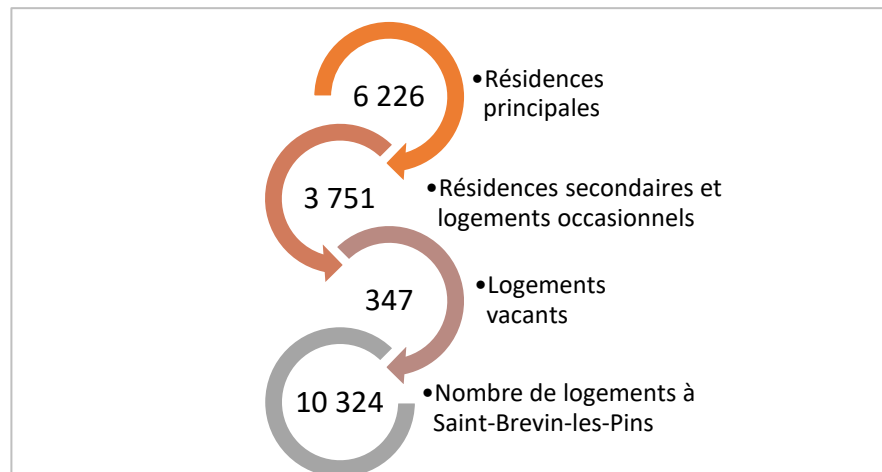 6 226
•Résidences
principales
3 751
•Résidences secondaires et
logements occasionnels
347
•Logements
vacants
10 324
•Nombre de logements à
Saint-Brevin-les-Pins